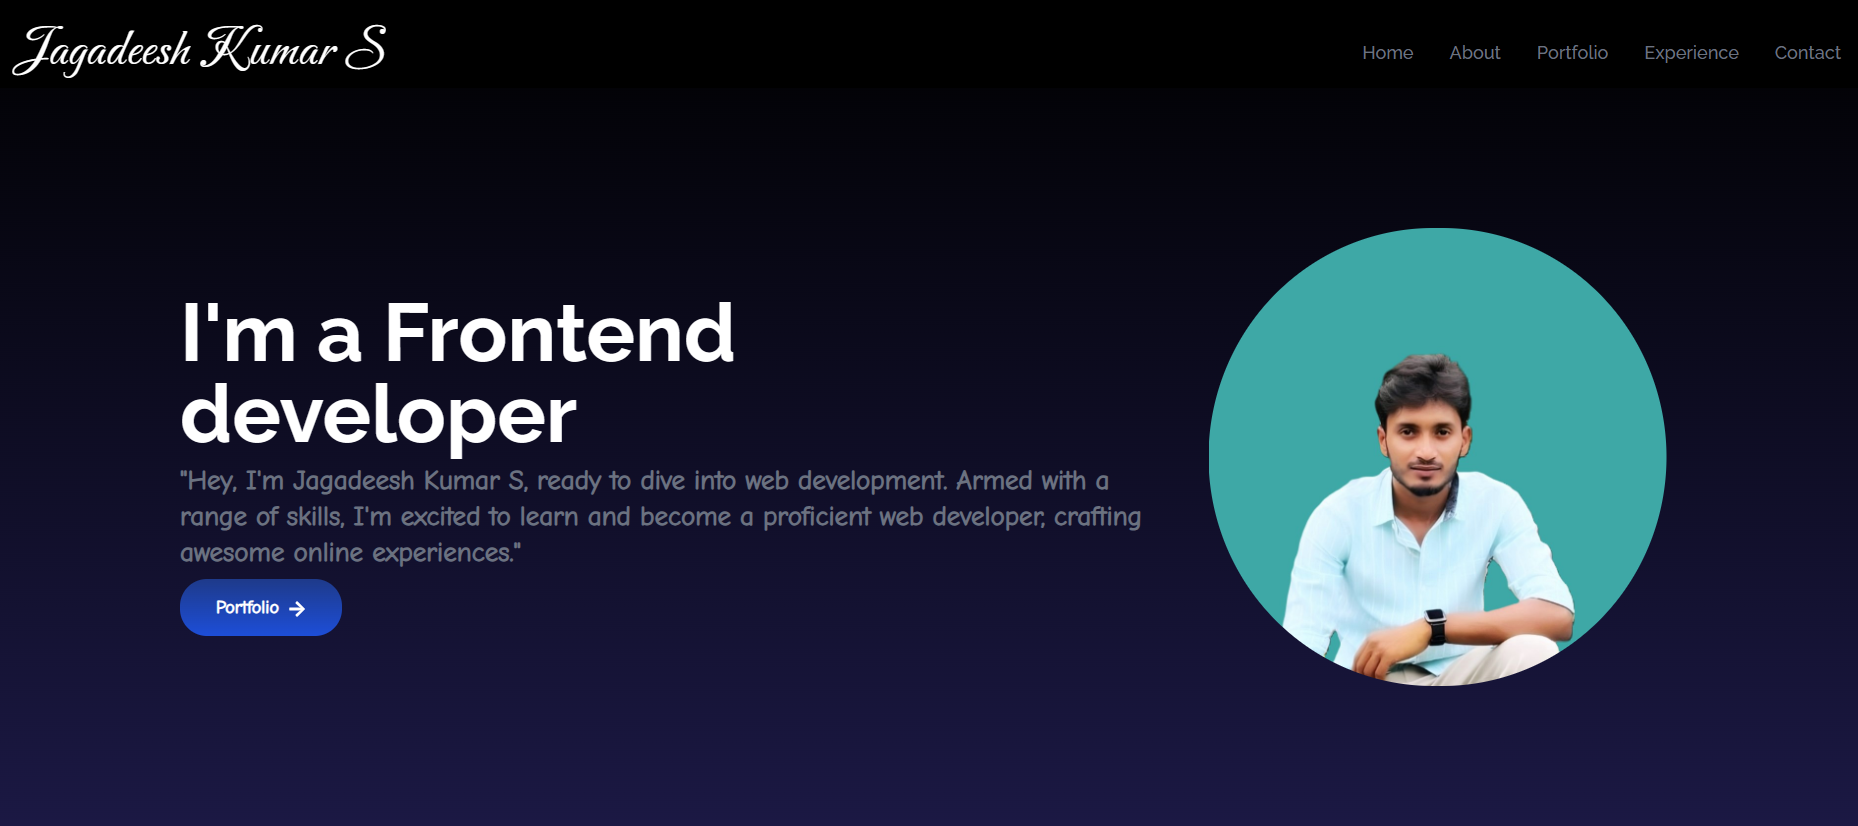 Jagadeesh Kumar S
Home About Portfolio Experience Contact
I'm a Frontend
developer
"Hey, I'm Jagadeesh Kumar S, ready to dive into web development. Armed with a
range of skills, I'm excited to learn and become a proficient web developer, crafting
awesome online experiences."
Portfolio